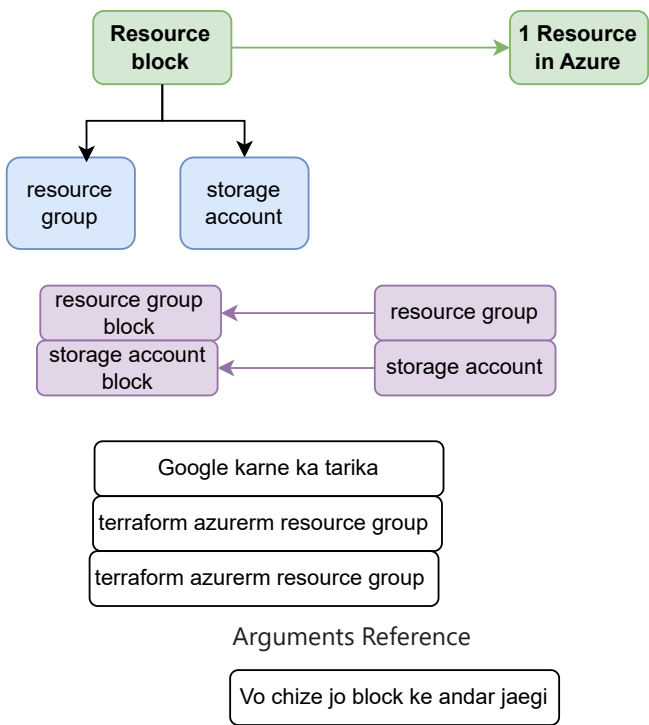 Resource
block
1 Resource
in Azure
resource
group
storage
account
resource group
block
resource group
storage account
block
storage account
Google karne ka tarika
terraform azurerm resource group
terraform azurerm resource group
Arguments Reference
Vo chize jo block ke andar jaegi